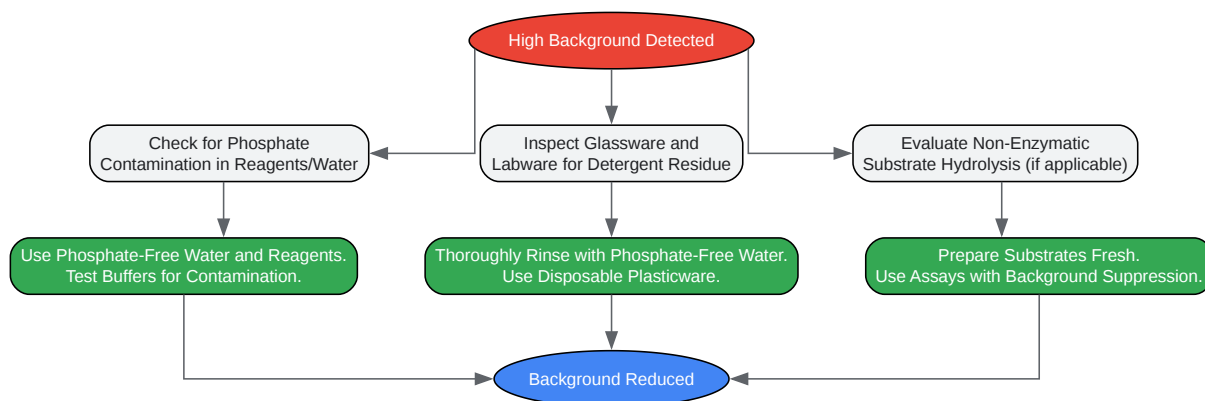 High Background Detected
Check for Phosphate
Contamination in Reagents/Water
Inspect Glassware and
Labware for Detergent Residue
Evaluate Non-Enzymatic
Substrate Hydrolysis (if applicable)
Use Phosphate-Free Water and Reagents.
Test Buffers for Contamination.
Thoroughly Rinse with Phosphate-Free Water.
Use Disposable Plasticware.
Prepare Substrates Fresh.
Use Assays with Background Suppression.
Background Reduced